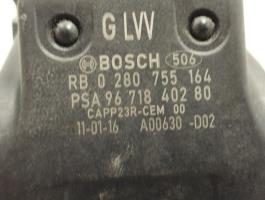 G LW
BOSCH 506
RB 0 280 755 164
PSA 96 718 402 80
CAPP23R-CEM 00
11-01-16 A00630 -D02